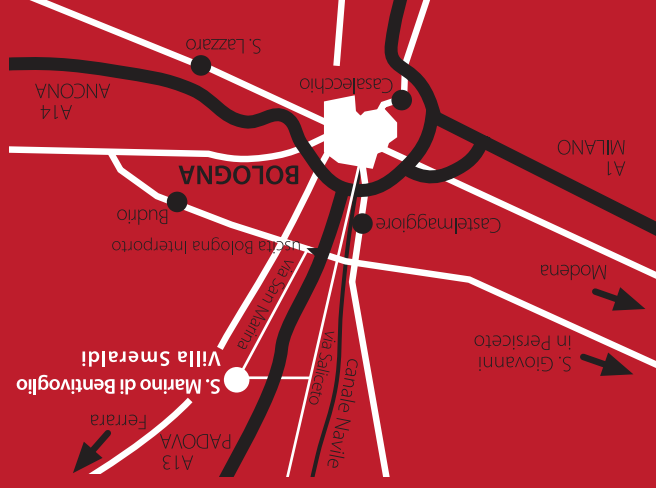 Ferrara
A13
PADOVA
S. Marino di Bentivoglio
Villa Smeraldi
Canale Navile
via Saliceto
via San Marina
S. Giovanni
in Persiceto
Modena
uscita Bologna Interporto
Castelmaggiore
Budrio
BOLOGNA
A1
MILANO
A14
ANCONA
Casalecchio
S. Lazzaro